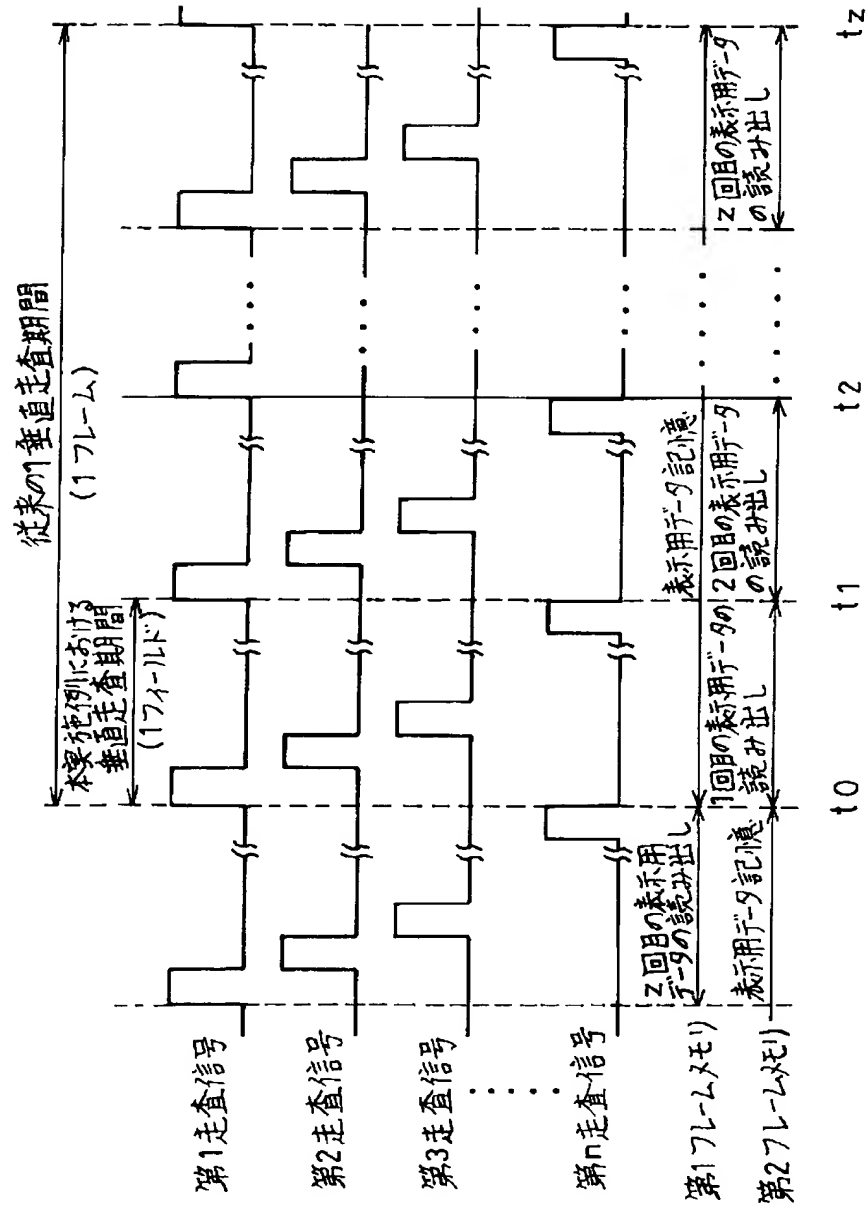 従来の1垂直走査期間
(1フレーム)
本実施例における
垂直走査期間
(1フィールド)
第1走査信号
第2走査信号
第3走査信号
第n走査信号
第1フレームメモリ
z回目の表示用
データの読み出し
表示用データ記憶
第2フレームメモリ
表示用データ記憶
1回目の表示用データの
読み出し
2回目の表示用データ
の読み出し
z回目の表示用データ
の読み出し
t0
t1
t2
tz